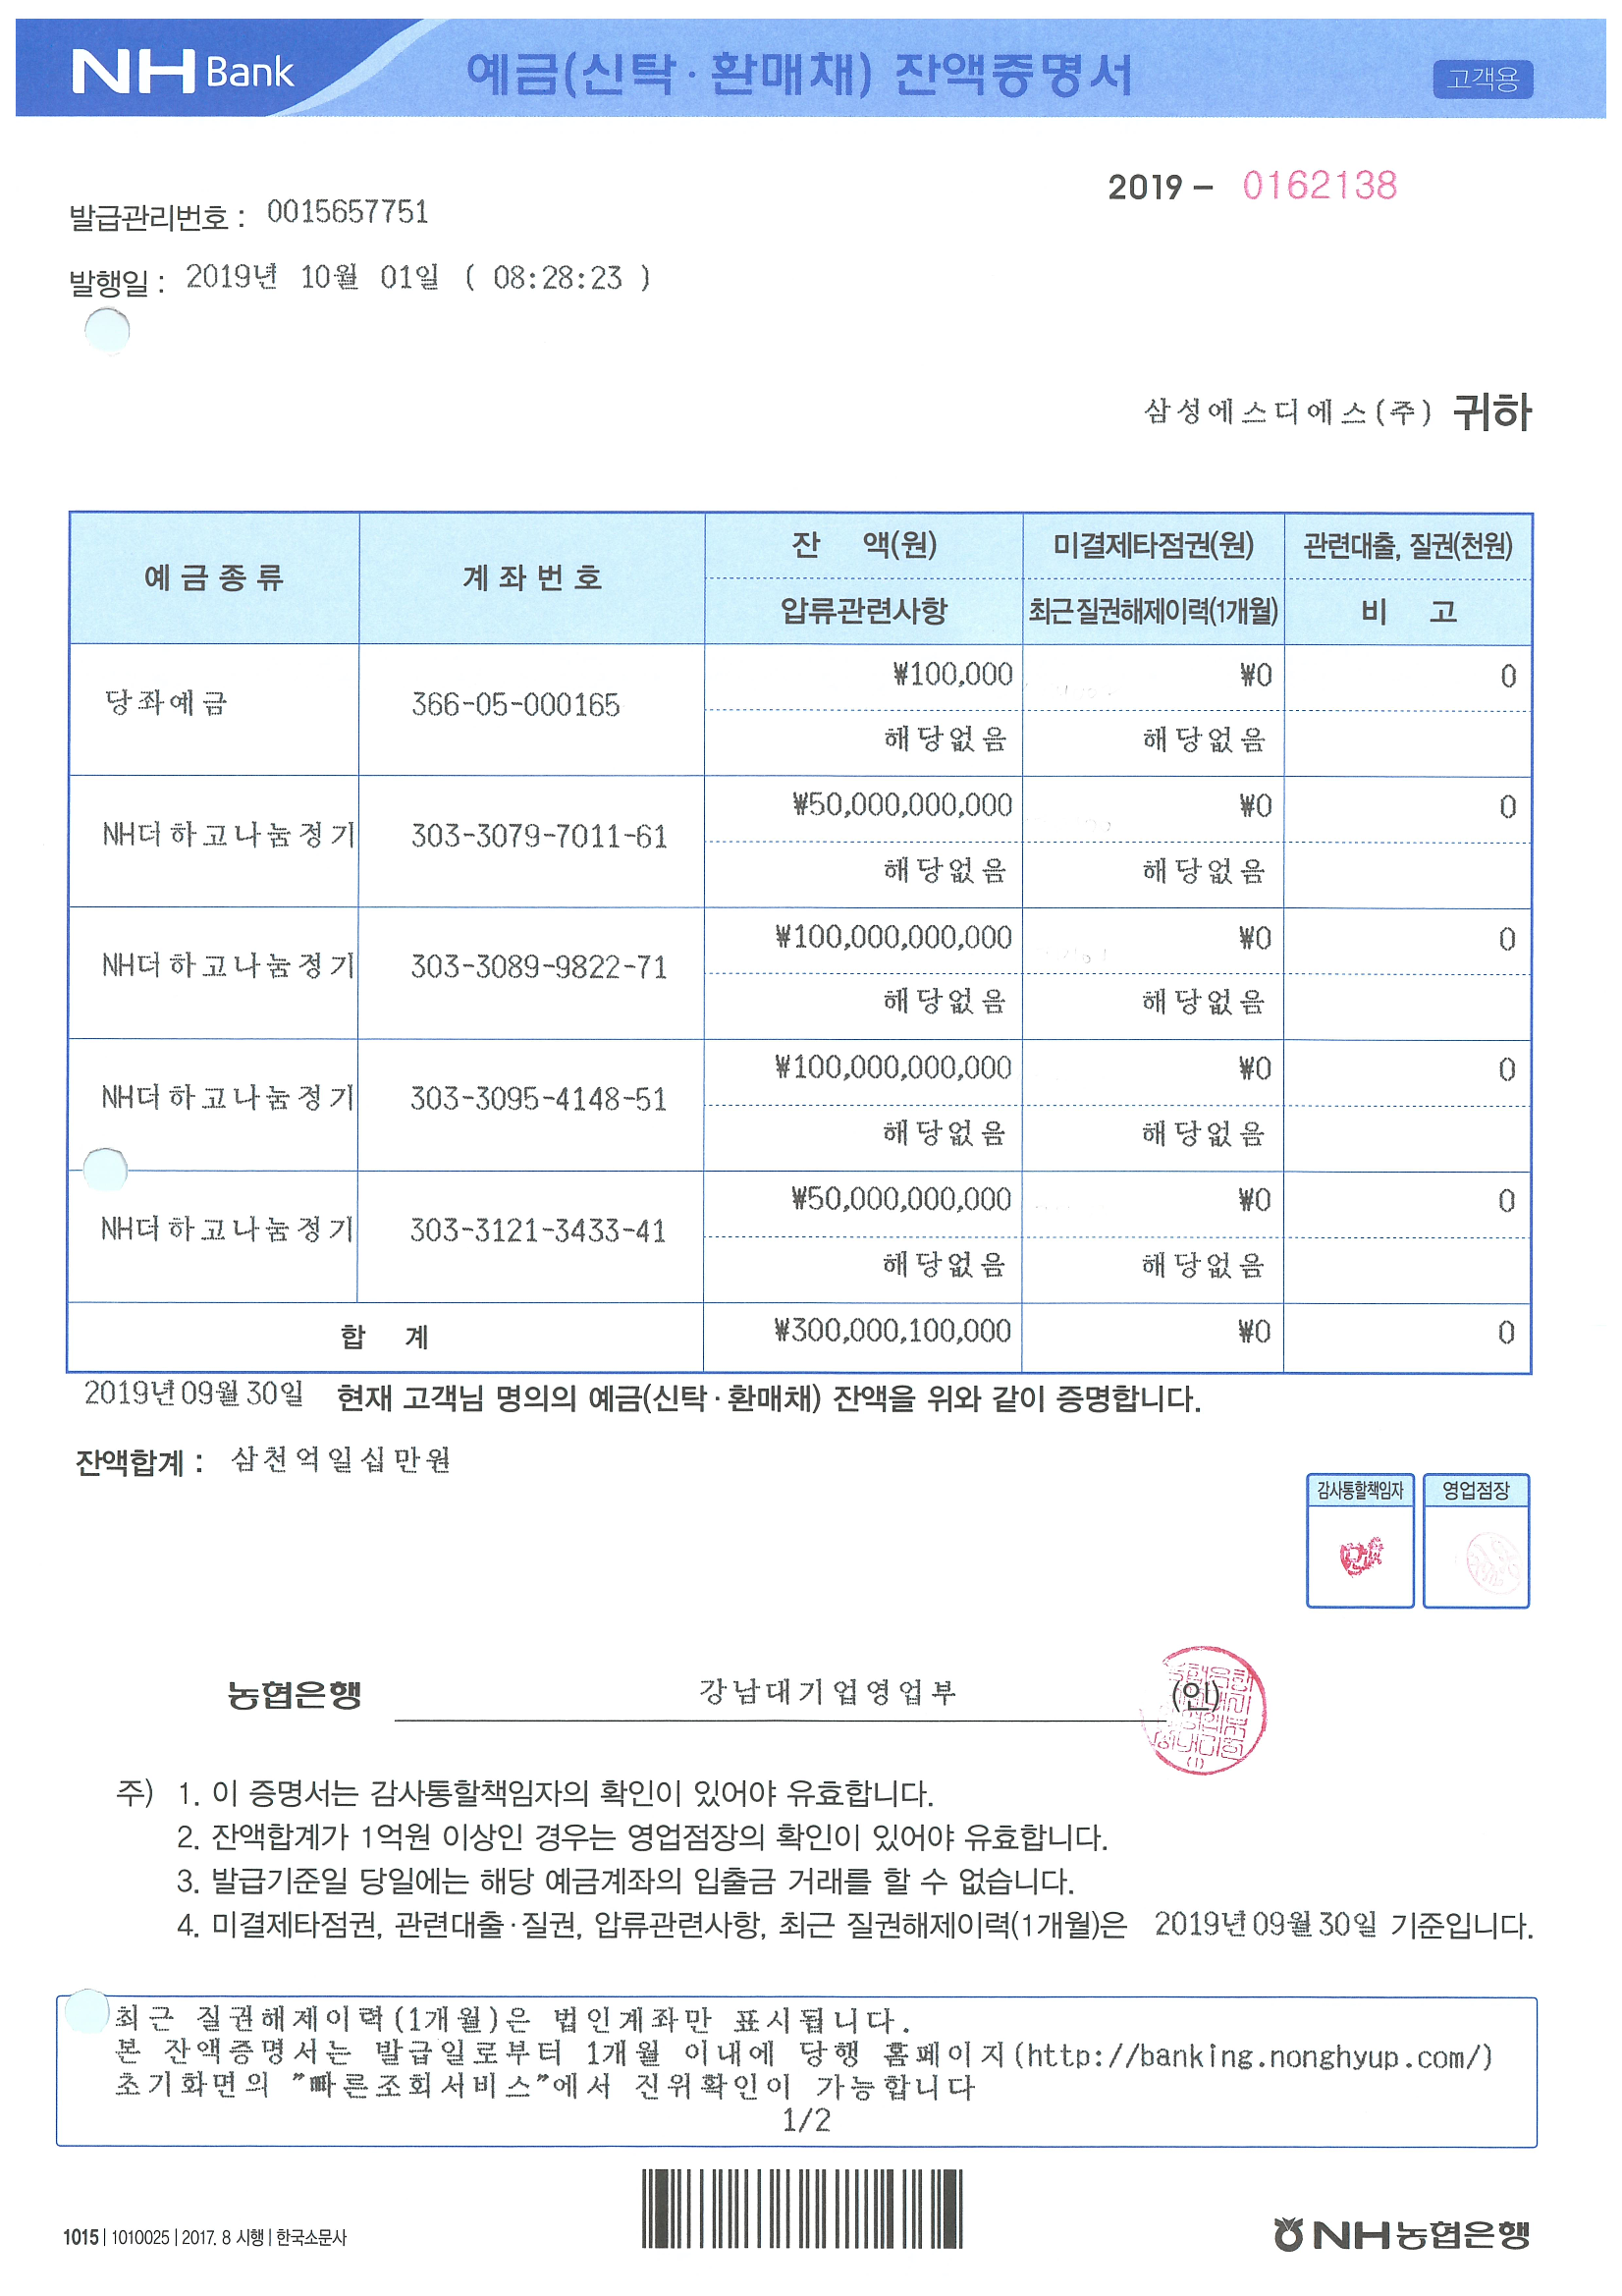 NH Bank 예금(신탁·환매채) 잔액증명서 고객용
2019 – 0162138
발급관리번호 : 0015657751
발행일 : 2019년 10월 01일 ( 08:28:23 )
삼성에스디에스(주) 귀하
예금종류 계좌번호 잔 액(원) 미결제타점권(원) 관련대출, 질권(천원)
압류관련사항 최근질권해제이력(1개월) 비 고
당좌예금 366-05-000165 ₩100,000 ₩0 0
해당없음 해당없음
NH더하고나눔정기 303-3079-7011-61 ₩50,000,000,000 ₩0 0
해당없음 해당없음
NH더하고나눔정기 303-3089-9822-71 ₩100,000,000,000 ₩0 0
해당없음 해당없음
NH더하고나눔정기 303-3095-4148-51 ₩100,000,000,000 ₩0 0
해당없음 해당없음
NH더하고나눔정기 303-3121-3433-41 ₩50,000,000,000 ₩0 0
해당없음 해당없음
합 계 ₩300,000,100,000 ₩0 0
2019년09월30일 현재 고객님 명의의 예금(신탁·환매채) 잔액을 위와 같이 증명합니다.
잔액합계 : 삼천억일십만원
감사통할책임자 영업점장
농협은행 강남대기업영업부 (인)
주) 1. 이 증명서는 감사통할책임자의 확인이 있어야 유효합니다.
2. 잔액합계가 1억원 이상인 경우는 영업점장의 확인이 있어야 유효합니다.
3. 발급기준일 당일에는 해당 예금계좌의 입출금 거래를 할 수 없습니다.
4. 미결제타점권, 관련대출·질권, 압류관련사항, 최근 질권해제이력(1개월)은 2019년09월30일 기준입니다.
최근 질권해제이력(1개월)은 법인계좌만 표시됩니다.
본 잔액증명서는 발급일로부터 1개월 이내에 당행 홈페이지(http://banking.nonghyup.com/)
초기화면의 "빠른조회서비스"에서 진위확인이 가능합니다
1/2
1015 | 1010025 | 2017. 8 시행 | 한국소문사
NH농협은행